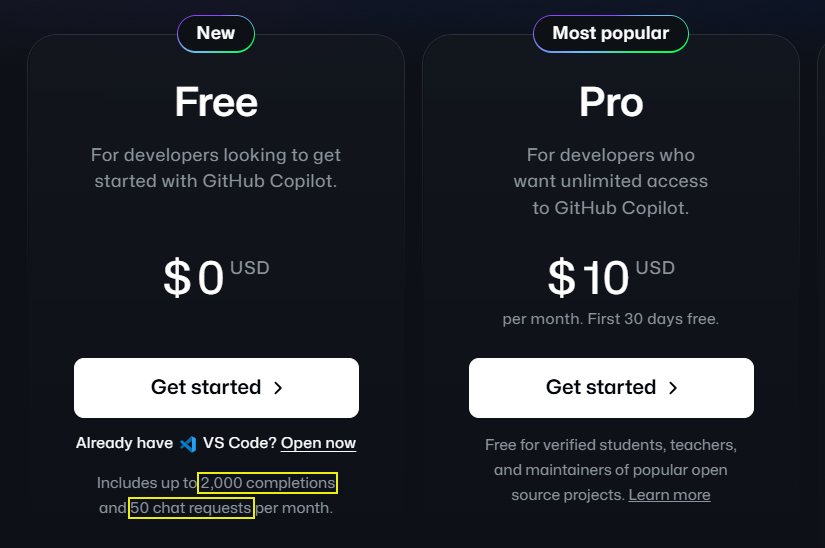 New
Free
For developers looking to get
started with GitHub Copilot.
$0 USD
Get started
Already have VS Code? Open now
Includes up to 2,000 completions
and 50 chat requests per month.
Most popular
Pro
For developers who
want unlimited access
to GitHub Copilot.
$10 USD
per month. First 30 days free.
Get started
Free for verified students, teachers,
and maintainers of popular open
source projects. Learn more